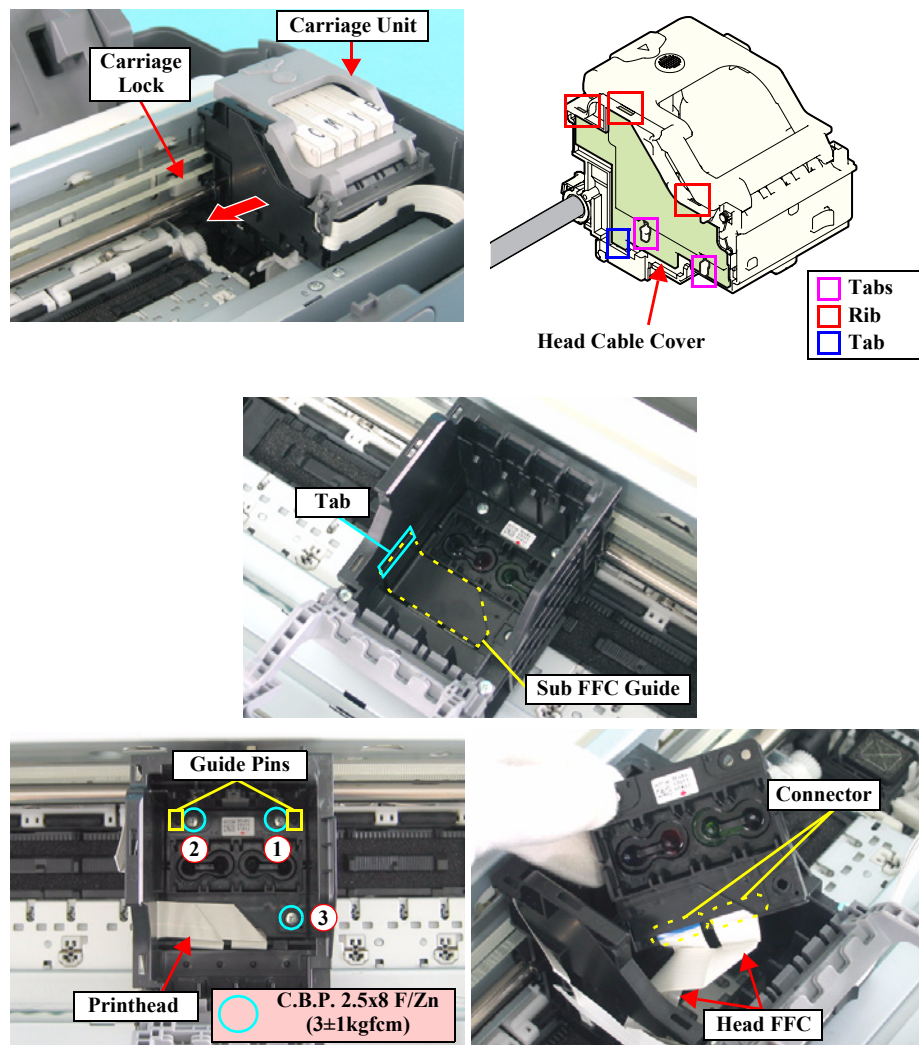 Carriage Unit
Carriage
Lock
C M Y
Head Cable Cover
Tabs
Rib
Tab
Tab
Sub FFC Guide
Guide Pins
2
1
3
Printhead
C.B.P. 2.5x8 F/Zn
(3±1kgfcm)
Connector
Head FFC